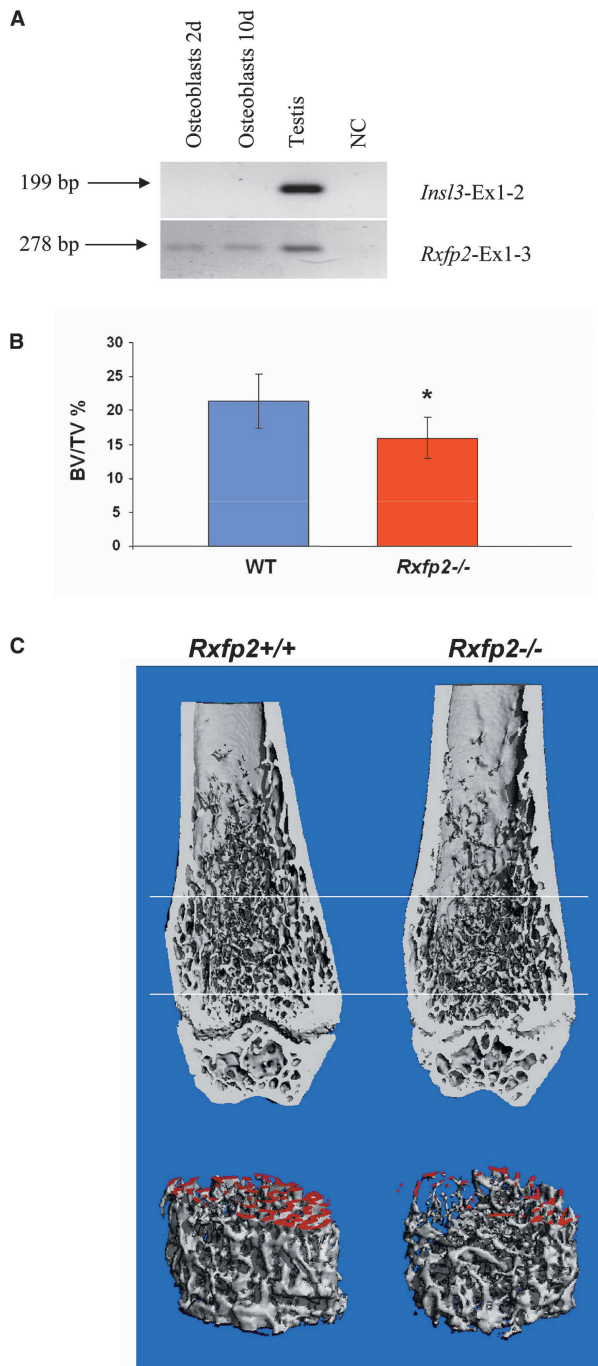 A
Osteoblasts 2d
Osteoblasts 10d
Testis
NC
199 bp
Insl3-Ex1-2
278 bp
Rxfp2-Ex1-3
B
30
25
20
15
10
5
0
BV/TV %
*
WT
Rxfp2-/-
C
Rxfp2+/+
Rxfp2-/-